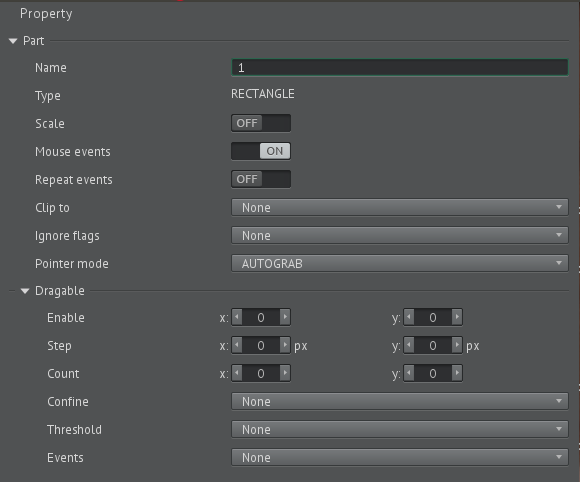 Property
Part
Name 1
Type RECTANGLE
Scale OFF
Mouse events ON
Repeat events OFF
Clip to None
Ignore flags None
Pointer mode AUTOGRAB
Dragable
Enable x: 0 y: 0
Step x: 0 px y: 0 px
Count x: 0 y: 0
Confine None
Threshold None
Events None